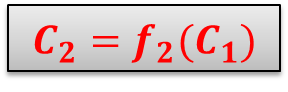 C₂ = f₂(C₁)